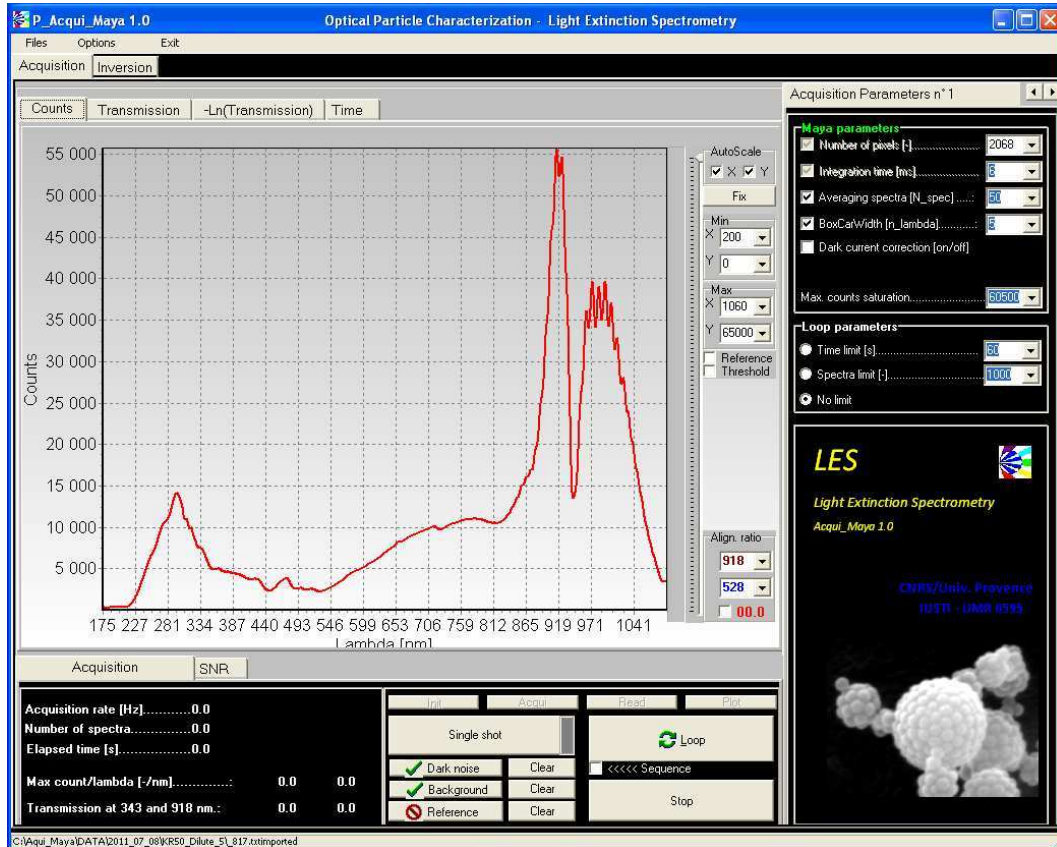 P_Acqui_Maya 1.0 Optical Particle Characterization - Light Extinction Spectrometry
Files Options Exit
Acquisition Inversion
Counts Transmission -Ln(Transmission) Time
Acquisition Parameters n°1
55 000
50 000
45 000
40 000
35 000
30 000
25 000
20 000
15 000
10 000
5 000
Counts
175 227 281 334 387 440 493 546 599 653 706 759 812 865 919 971 1041
Lambda [nm]
AutoScale
X Y
Fix
Min
X 200
Y 0
Max
X 1060
Y 65000
Reference
Threshold
Align. ratio
918
528
00.0
Maya parameters
Number of pixels [-] 2068
Integration time [ms] 6
Averaging spectra [N_spec] ....: 50
BoxCarWidth [n_lambda]..........: 5
Dark current correction [on/off]
Max. counts saturation................ 60500
Loop parameters
Time limit [s]........................ 60
Spectra limit [-]..................... 1000
No limit
LES
Light Extinction Spectrometry
Acqui_Maya 1.0
CNRS/Univ. Provence
IUSTI - UMR 6595
Acquisition SNR
Acquisition rate [Hz]...........0.0
Number of spectra..............0.0
Elapsed time [s]................0.0
Max count/lambda [-/nm]..............: 0.0 0.0
Transmission at 343 and 918 nm.: 0.0 0.0
Init Acqui Read Plot
Single shot
Loop
Dark noise Clear
<<<<< Sequence
Background Clear
Stop
Reference Clear
C:\Aqui_Maya\DATA\2011_07_08\KR50_Dilute_5\_817.txtimported